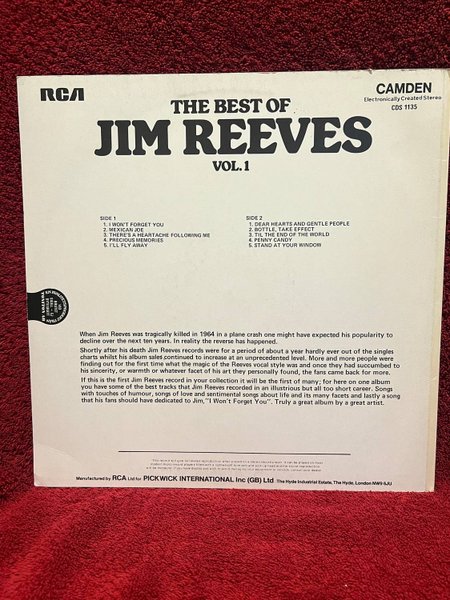 RCA
CAMDEN
Electronically Created Stereo
CDS 1135
THE BEST OF
JIM REEVES
VOL. 1
SIDE 1
1. I WON'T FORGET YOU
2. MEXICAN JOE
3. THERE'S A HEARTACHE FOLLOWING ME
4. PRECIOUS MEMORIES
5. I'LL FLY AWAY
SIDE 2
1. DEAR HEARTS AND GENTLE PEOPLE
2. BOTTLE, TAKE EFFECT
3. TIL THE END OF THE WORLD
4. PENNY CANDY
5. STAND AT YOUR WINDOW
When Jim Reeves was tragically killed in 1964 in a plane crash one might have expected his popularity to
decline over the next ten years. In reality the reverse has happened.
Shortly after his death Jim Reeves records were for a period of about a year hardly ever out of the singles
charts whilst his album sales,continued to increase at an unprecedented level. More and more people were
finding out for the first time what the magic of the Reeves vocal style was and once they had succumbed to
his sincerity, or warmth or whatever facet of his art they personally found, the fans came back for more.
If this is the first Jim Reeves record in your collection it will be the first of many; for here on one album
you have some of the best tracks that Jim Reeves recorded in an illustrious but all too short career. Songs
with touches of humour, songs of love and sentimental songs about life and its many facets and lastly a song
that his fans should have dedicated to Jim,"I Won't Forget You". Truly a great album by a great artist.
Manufactured by RCA Ltd for PICKWICK INTERNATIONAL Inc (GB) Ltd The Hyde Industrial Estate, The Hyde, London NW9 6JU